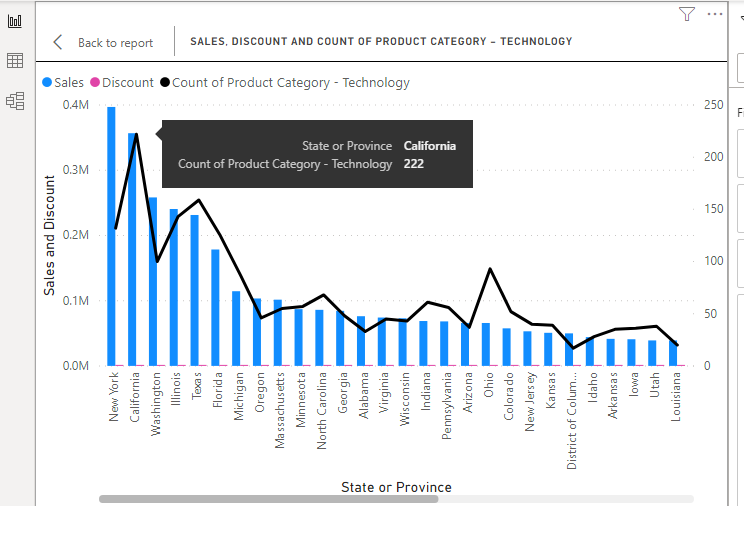 Back to report
SALES, DISCOUNT AND COUNT OF PRODUCT CATEGORY - TECHNOLOGY
Sales Discount Count of Product Category - Technology
0.4M
0.3M
0.2M
0.1M
0.0M
Sales and Discount
250
200
150
100
50
0
State or Province California
Count of Product Category - Technology 222
New York
California
Washington
Illinois
Texas
Florida
Michigan
Oregon
Massachusetts
Minnesota
North Carolina
Georgia
Alabama
Virginia
Wisconsin
Indiana
Pennsylvania
Arizona
Ohio
Colorado
New Jersey
Kansas
District of Colum...
Idaho
Arkansas
Iowa
Utah
Louisiana
State or Province